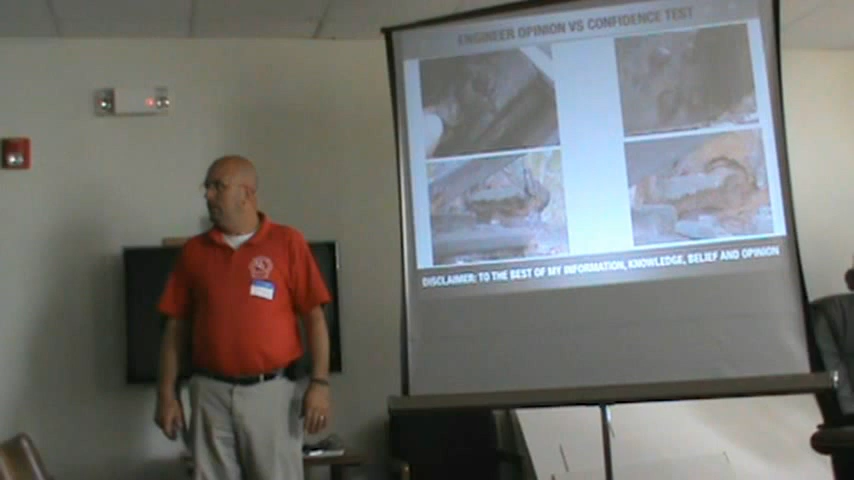 ENGINEER OPINION VS CONFIDENCE TEST
DISCLAIMER: TO THE BEST OF MY INFORMATION, KNOWLEDGE, BELIEF AND OPINION